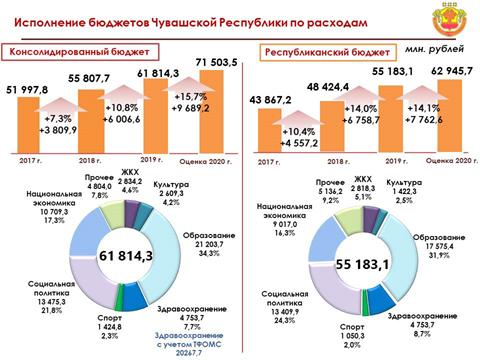 Исполнение бюджетов Чувашской Республики по расходам
Консолидированный бюджет
Республиканский бюджет
млн. рублей
51 997,8
55 807,7
61 814,3
71 503,5
+7,3%
+3 809,9
+10,8%
+6 006,6
+15,7%
+9 689,2
2017 г.
2018 г.
2019 г.
Оценка 2020 г.
43 867,2
48 424,4
55 183,1
62 945,7
+10,4%
+4 557,2
+14,0%
+6 758,7
+14,1%
+7 762,6
2017 г.
2018 г.
2019 г.
Оценка 2020 г.
Прочее
4 804,0
7,8%
ЖКХ
2 834,2
4,6%
Культура
2 609,3
4,2%
Национальная
экономика
10 709,3
17,3%
Образование
21 203,7
34,3%
61 814,3
Социальная
политика
13 475,3
21,8%
Спорт
1 424,8
2,3%
Здравоохранение
4 753,7
7,7%
Здравоохранение
с учетом ТФОМС
20267,7
Прочее
5 136,2
9,2%
ЖКХ
2 818,3
5,1%
Культура
1 422,3
2,5%
Национальная
экономика
9 017,0
16,3%
Образование
17 575,4
31,9%
55 183,1
Социальная
политика
13 409,9
24,3%
Спорт
1 050,3
2,0%
Здравоохранение
4 753,7
8,7%